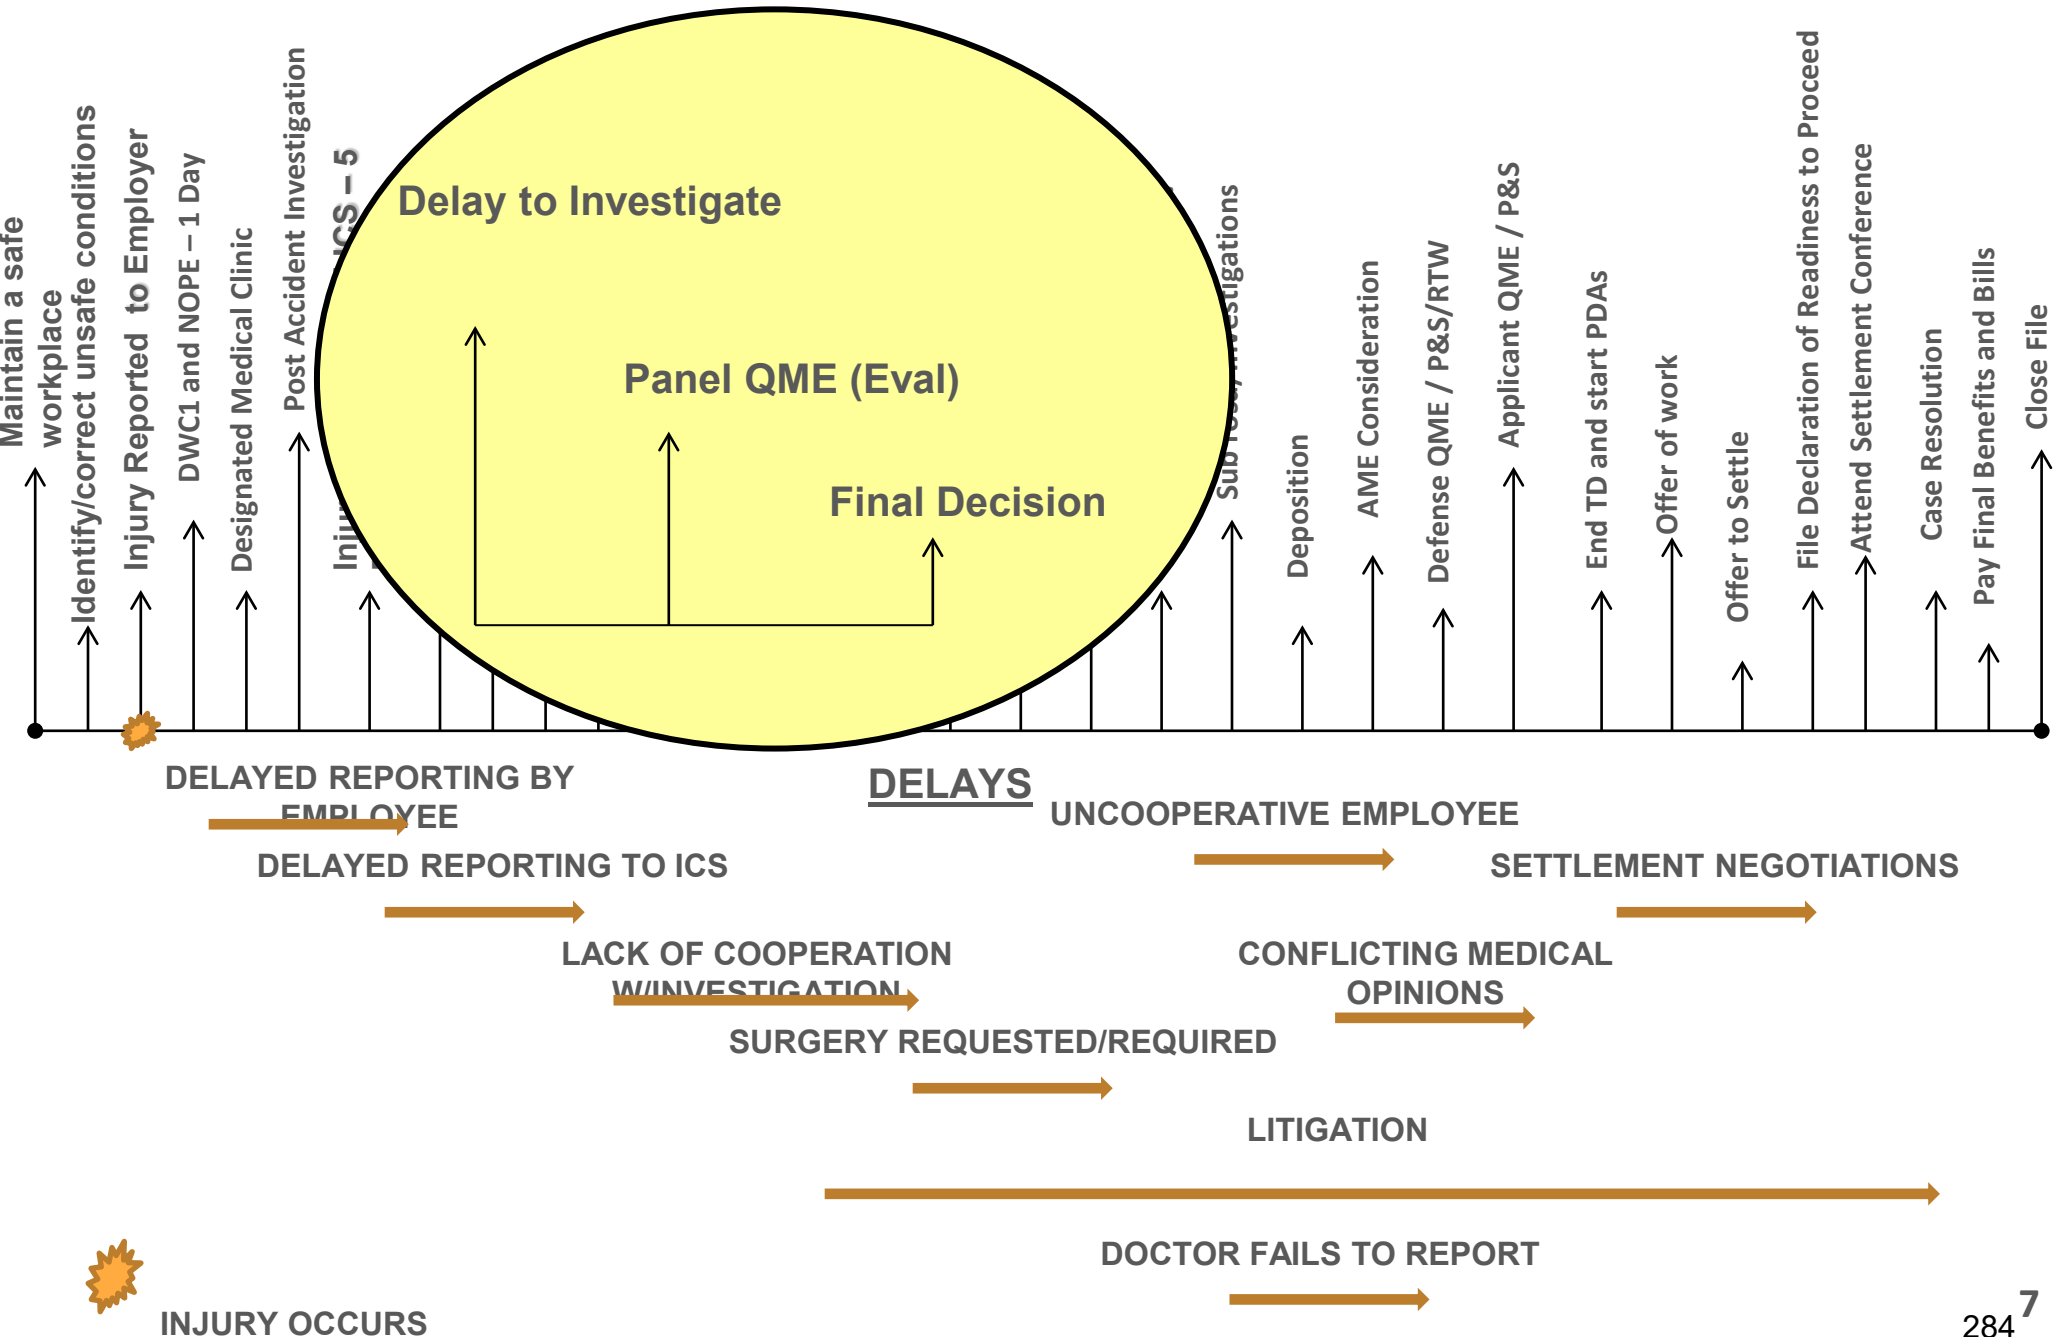 Maintain a safe
workplace
Identify/correct unsafe conditions
Injury Reported to Employer
DWC1 and NOPE – 1 Day
Designated Medical Clinic
Post Accident Investigation
ICS – 5
Delay to Investigate
Panel QME (Eval)
Final Decision
Deposition
AME Consideration
Defense QME / P&S/RTW
Applicant QME / P&S
End TD and start PDAs
Offer of work
Offer to Settle
File Declaration of Readiness to Proceed
Attend Settlement Conference
Case Resolution
Pay Final Benefits and Bills
Close File
DELAYS
DELAYED REPORTING BY
EMPLOYEE
UNCOOPERATIVE EMPLOYEE
DELAYED REPORTING TO ICS
SETTLEMENT NEGOTIATIONS
LACK OF COOPERATION
W/INVESTIGATION
CONFLICTING MEDICAL
OPINIONS
SURGERY REQUESTED/REQUIRED
LITIGATION
DOCTOR FAILS TO REPORT
INJURY OCCURS
7
284